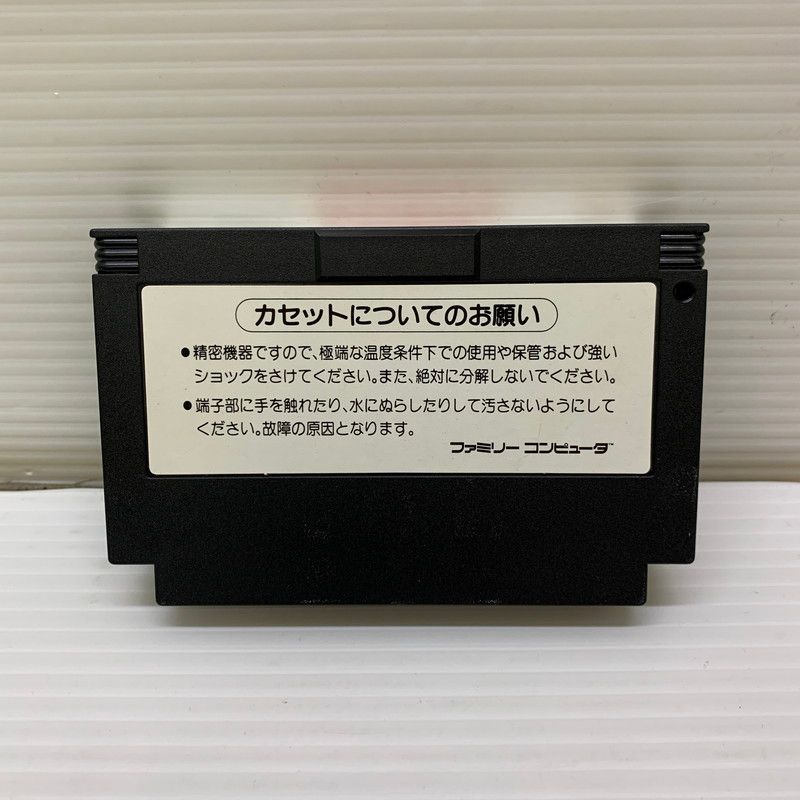 カセットについてのお願い
●精密機器ですので、極端な温度条件下での使用や保管および強い
ショックをさけてください。また、絶対に分解しないでください。
●端子部に手を触れたり、水にぬらしたりして汚さないようにして
ください。故障の原因となります。
ファミリー コンピュータ™